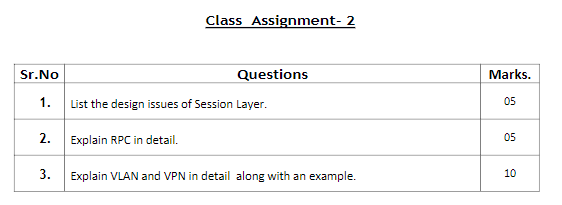 Class Assignment- 2
Sr.No Questions Marks.
1. List the design issues of Session Layer. 05
2. Explain RPC in detail. 05
3. Explain VLAN and VPN in detail along with an example. 10